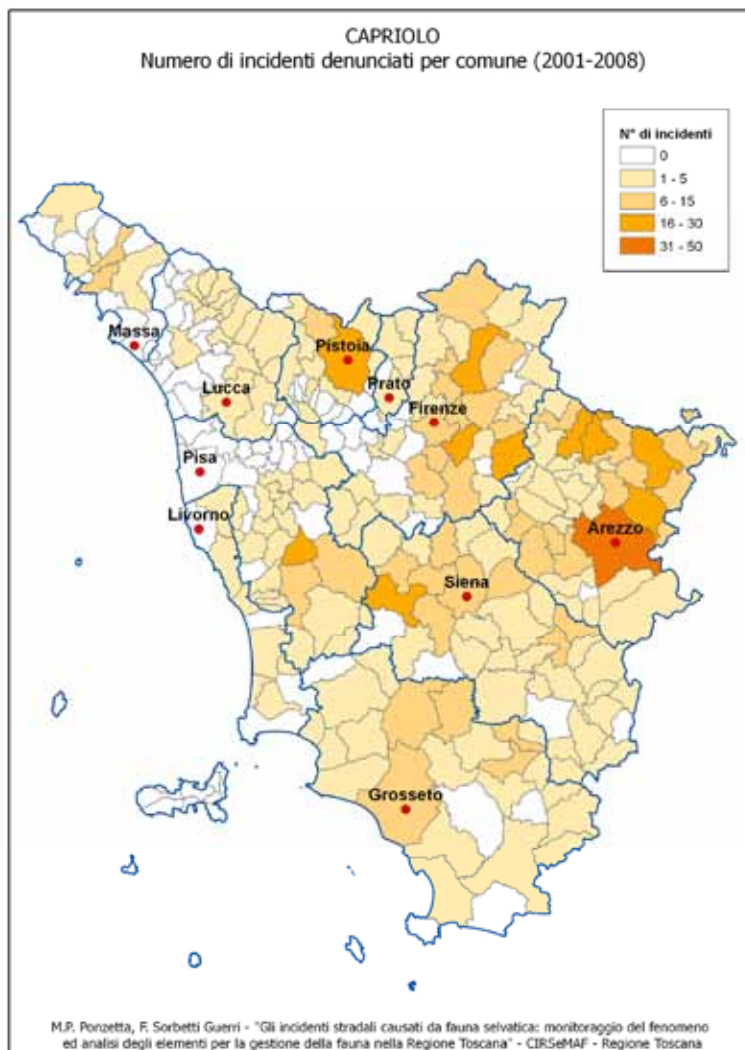 CAPRIOLO
Numero di incidenti denunciati per comune (2001-2008)
N° di incidenti
0
1 - 5
6 - 15
16 - 30
31 - 50
Massa
Pistoia
Lucca
Prato
Firenze
Pisa
Livorno
Arezzo
Siena
Grosseto
M.P. Ponzetta, F. Sorbetti Guerri - "Gli incidenti stradali causati da fauna selvatica: monitoraggio del fenomeno
ed analisi degli elementi per la gestione della fauna nella Regione Toscana" - CIRSeMAF - Regione Toscana